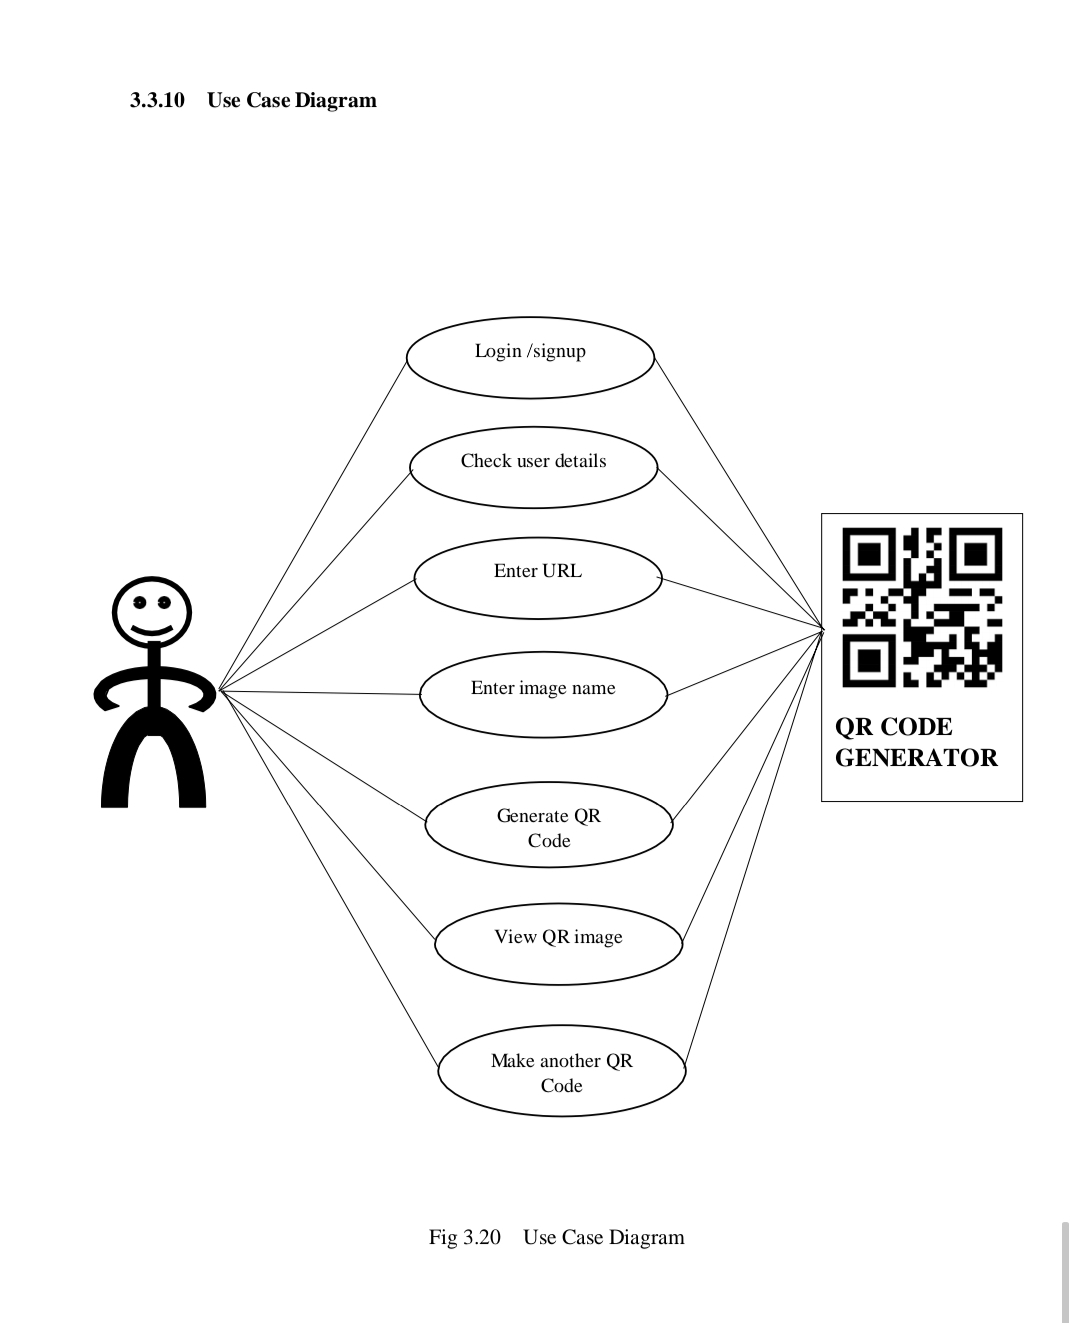 3.3.10 Use Case Diagram
Login /signup
Check user details
Enter URL
Enter image name
Generate QR
Code
View QR image
Make another QR
Code
QR CODE
GENERATOR
Fig 3.20 Use Case Diagram